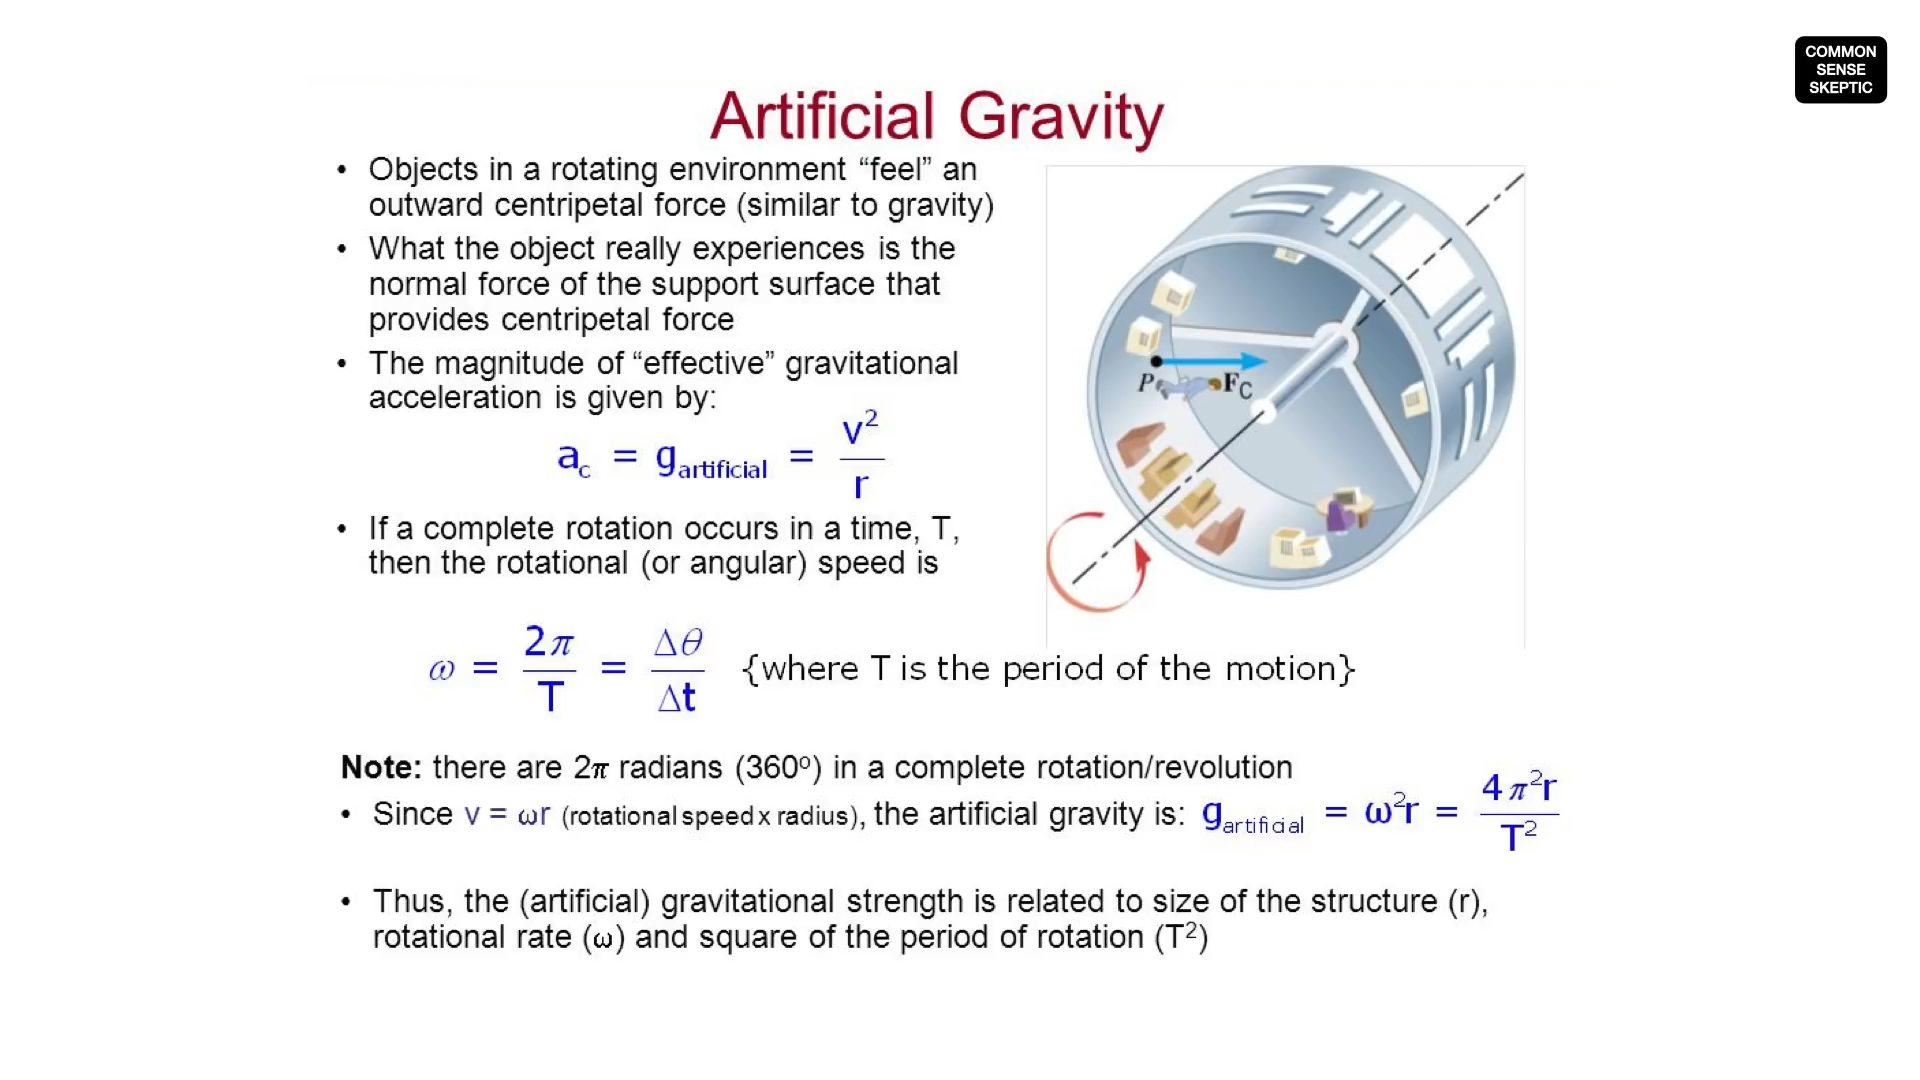 COMMON
SENSE
SKEPTIC
Artificial Gravity
• Objects in a rotating environment “feel” an
outward centripetal force (similar to gravity)
• What the object really experiences is the
normal force of the support surface that
provides centripetal force
• The magnitude of “effective” gravitational
acceleration is given by:
a_c = g_artificial = v²/r
P F_C
• If a complete rotation occurs in a time, T,
then the rotational (or angular) speed is
ω = 2π/T = Δθ/Δt {where T is the period of the motion}
Note: there are 2π radians (360º) in a complete rotation/revolution
• Since v = ωr (rotational speed x radius), the artificial gravity is: g_artificial = ω²r = 4π²r/T²
• Thus, the (artificial) gravitational strength is related to size of the structure (r),
rotational rate (ω) and square of the period of rotation (T²)